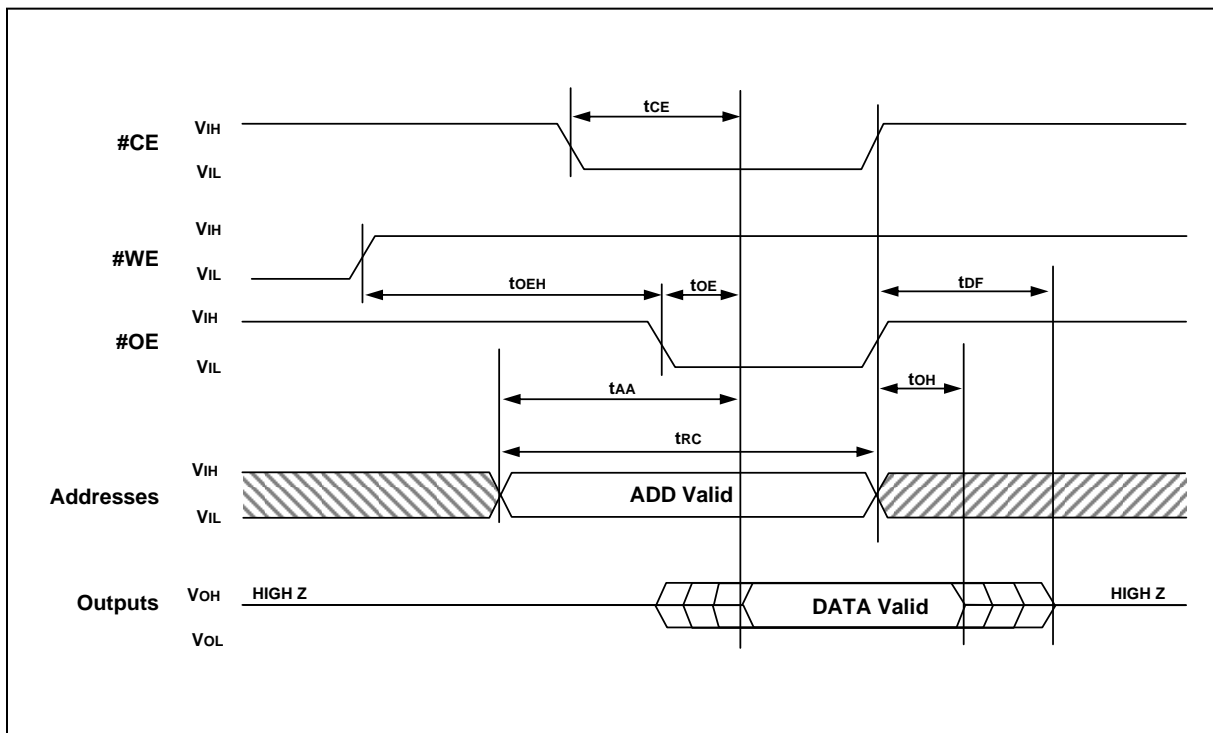 tCE
VIH
#CE
VIL
VIH
#WE
VIL
tOEH
tOE
tDF
VIH
#OE
VIL
tOH
tAA
tRC
VIH
Addresses
ADD Valid
VIL
Outputs
VOH
HIGH Z
DATA Valid
HIGH Z
VOL